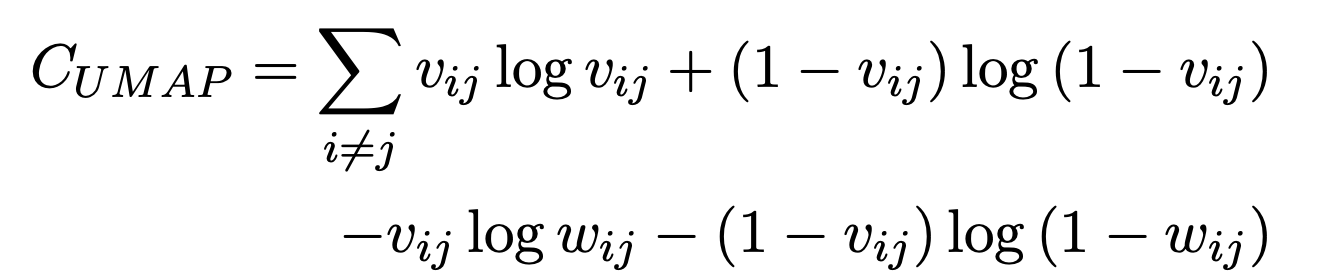 C_{UMAP} = \sum_{i \neq j} v_{ij} \log v_{ij} + (1 - v_{ij}) \log (1 - v_{ij})
-v_{ij} \log w_{ij} - (1 - v_{ij}) \log (1 - w_{ij})